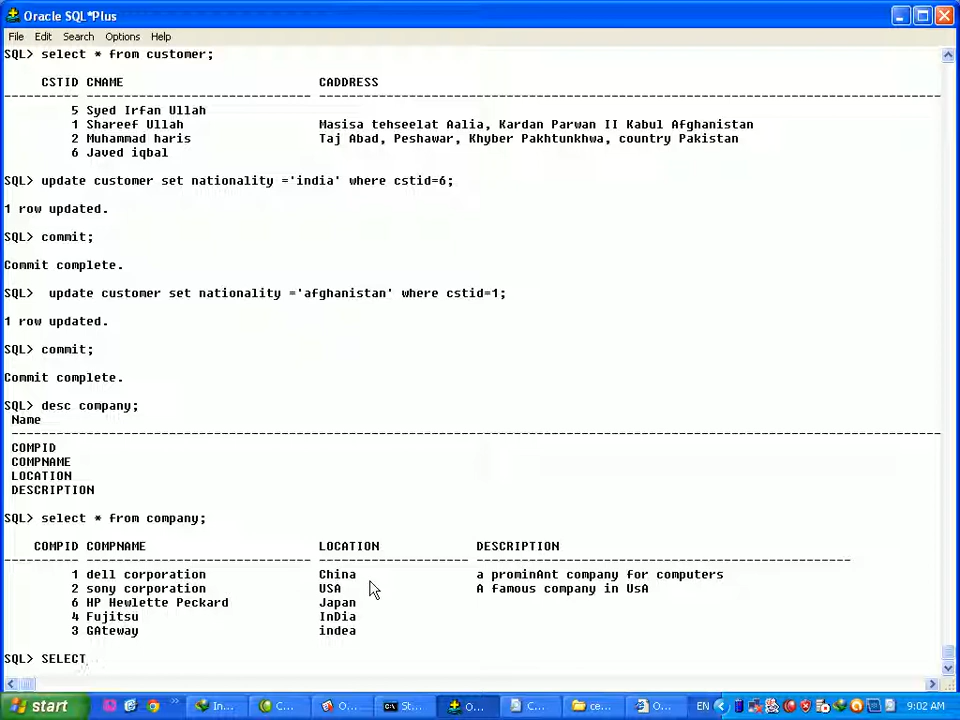 Oracle SQL*Plus
File Edit Search Options Help
SQL> select * from customer;
CSTID CNAME CADDRESS
5 Syed Irfan Ullah
1 Shareef Ullah Masisa tehseelat Aalia, Kardan Parwan II Kabul Afghanistan
2 Muhammad haris Taj Abad, Peshawar, Khyber Pakhtunkhwa, country Pakistan
6 Javed iqbal
SQL> update customer set nationality ='india' where cstid=6;
1 row updated.
SQL> commit;
Commit complete.
SQL>  update customer set nationality ='afghanistan' where cstid=1;
1 row updated.
SQL> commit;
Commit complete.
SQL> desc company;
Name
COMPID
COMPNAME
LOCATION
DESCRIPTION
SQL> select * from company;
COMPID COMPNAME LOCATION DESCRIPTION
1 dell corporation China a prominAnt company for computers
2 sony corporation USA A famous company in UsA
6 HP Hewlette Peckard Japan
4 Fujitsu InDia
3 GAteway indea
SQL> SELECT
start In... C... O... St... O... C... ce... O... EN 9:02 AM